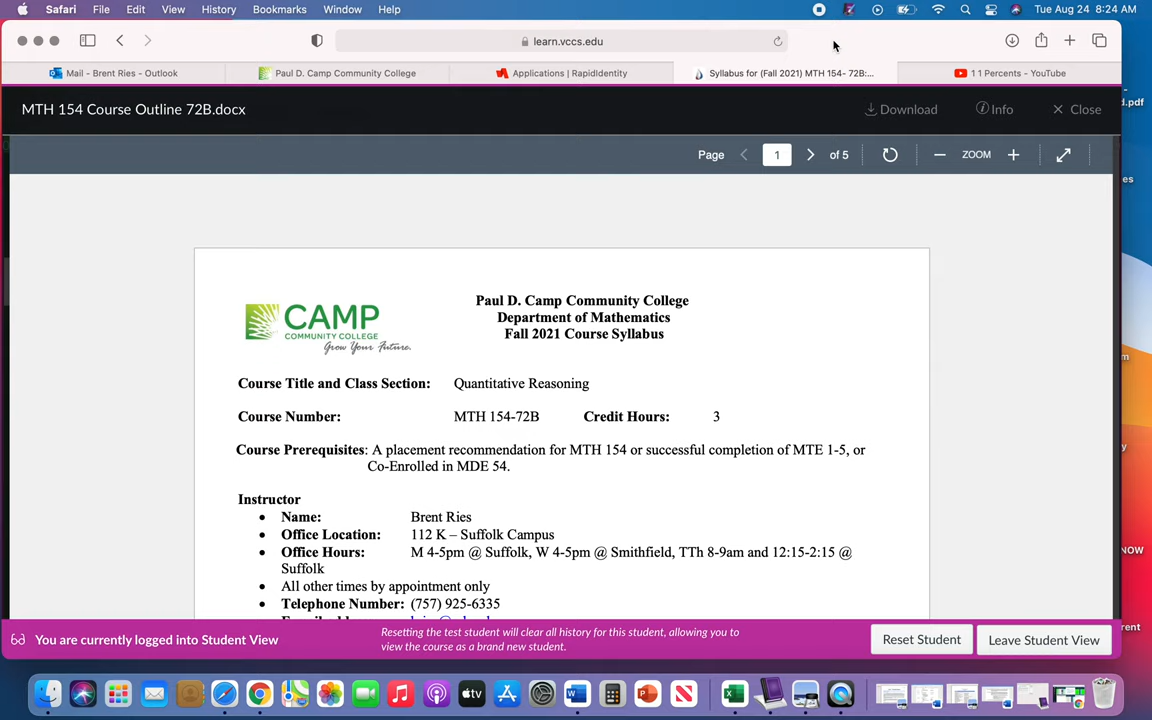 Safari File Edit View History Bookmarks Window Help Tue Aug 24 8:24 AM
learn.vccs.edu
Mail - Brent Ries - Outlook Paul D. Camp Community College Applications | RapidIdentity Syllabus for (Fall 2021) MTH 154- 72B:... 1 1 Percents - YouTube
MTH 154 Course Outline 72B.docx Download Info Close
Page 1 of 5 ZOOM
CAMP
COMMUNITY COLLEGE
Grow Your Future.
Paul D. Camp Community College
Department of Mathematics
Fall 2021 Course Syllabus
Course Title and Class Section: Quantitative Reasoning
Course Number: MTH 154-72B Credit Hours: 3
Course Prerequisites: A placement recommendation for MTH 154 or successful completion of MTE 1-5, or
Co-Enrolled in MDE 54.
Instructor
• Name: Brent Ries
• Office Location: 112 K – Suffolk Campus
• Office Hours: M 4-5pm @ Suffolk, W 4-5pm @ Smithfield, TTh 8-9am and 12:15-2:15 @
Suffolk
• All other times by appointment only
• Telephone Number: (757) 925-6335
You are currently logged into Student View
Resetting the test student will clear all history for this student, allowing you to
view the course as a brand new student.
Reset Student Leave Student View
d.pdf
es
NOW
rent
tv